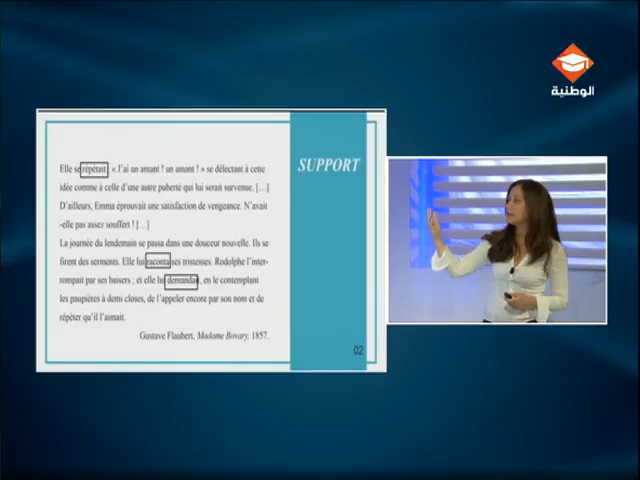 الوطنية
SUPPORT
Elle se répétait : « J'ai un amant ! un amant ! » se délectant à cette
idée comme à celle d'une autre puberté qui lui serait survenue. [...]
D'ailleurs, Emma éprouvait une satisfaction de vengeance. N'avait
-elle pas assez souffert ! [...]
La journée du lendemain se passa dans une douceur nouvelle. Ils se
firent des serments. Elle lui raconta ses tristesses. Rodolphe l'inter-
rompait par ses baisers ; et elle lui demandait, en le contemplant
les paupières à demi closes, de l'appeler encore par son nom et de
répéter qu'il l'aimait.
Gustave Flaubert, Madame Bovary, 1857.
02